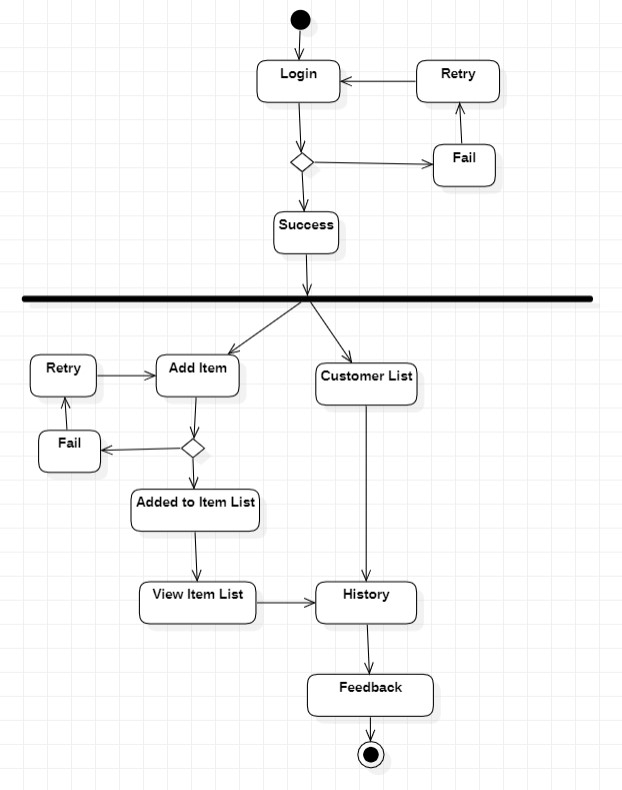 Login
Retry
Fail
Success
Retry
Add Item
Customer List
Fail
Added to Item List
View Item List
History
Feedback